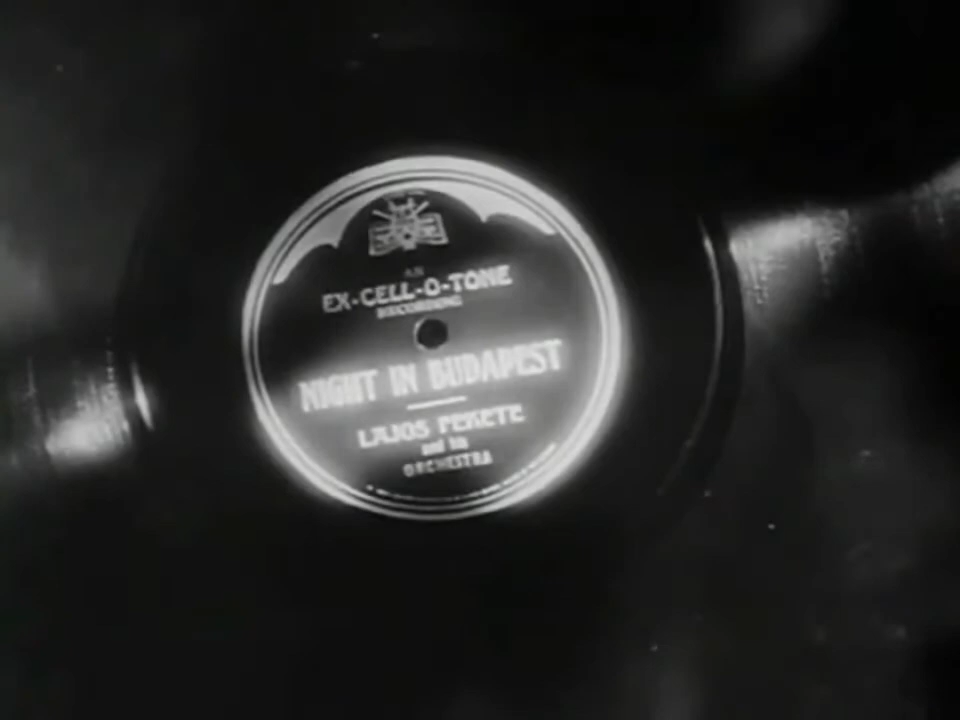 AN
EX-CELL-O-TONE
RECORDING
NIGHT IN BUDAPEST
LAJOS FEKETE
and his
ORCHESTRA